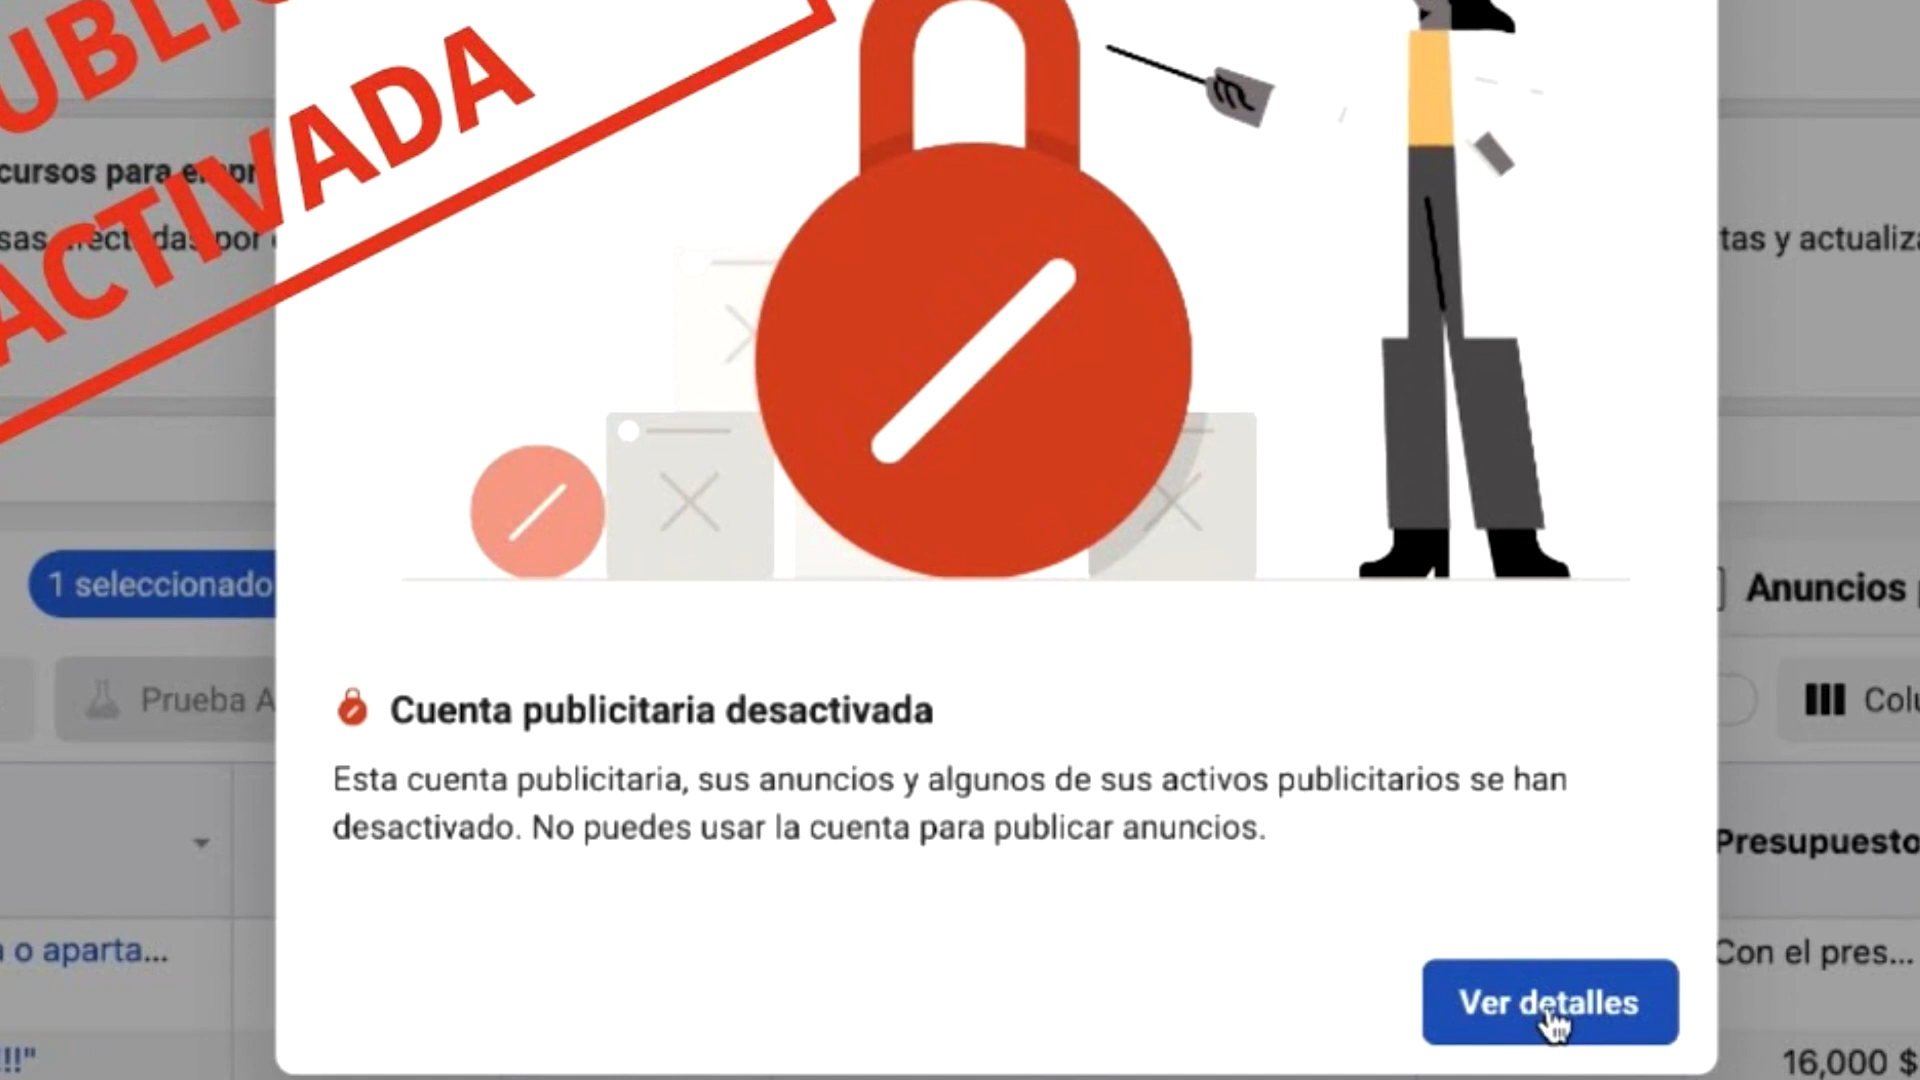 ACTIVADA
1 seleccionado
Prueba A
Anuncios
Cuenta publicitaria desactivada
Esta cuenta publicitaria, sus anuncios y algunos de sus activos publicitarios se han
desactivado. No puedes usar la cuenta para publicar anuncios.
Presupuesto
o aparta...
Con el pres...
Ver detalles
!!!"
16,000 $
cursos para
por
tas y actualiz